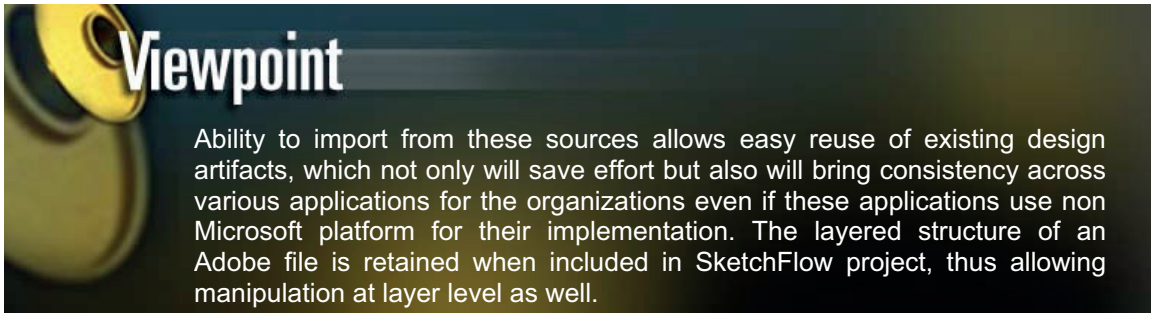 Viewpoint
Ability to import from these sources allows easy reuse of existing design
artifacts, which not only will save effort but also will bring consistency across
various applications for the organizations even if these applications use non
Microsoft platform for their implementation. The layered structure of an
Adobe file is retained when included in SketchFlow project, thus allowing
manipulation at layer level as well.